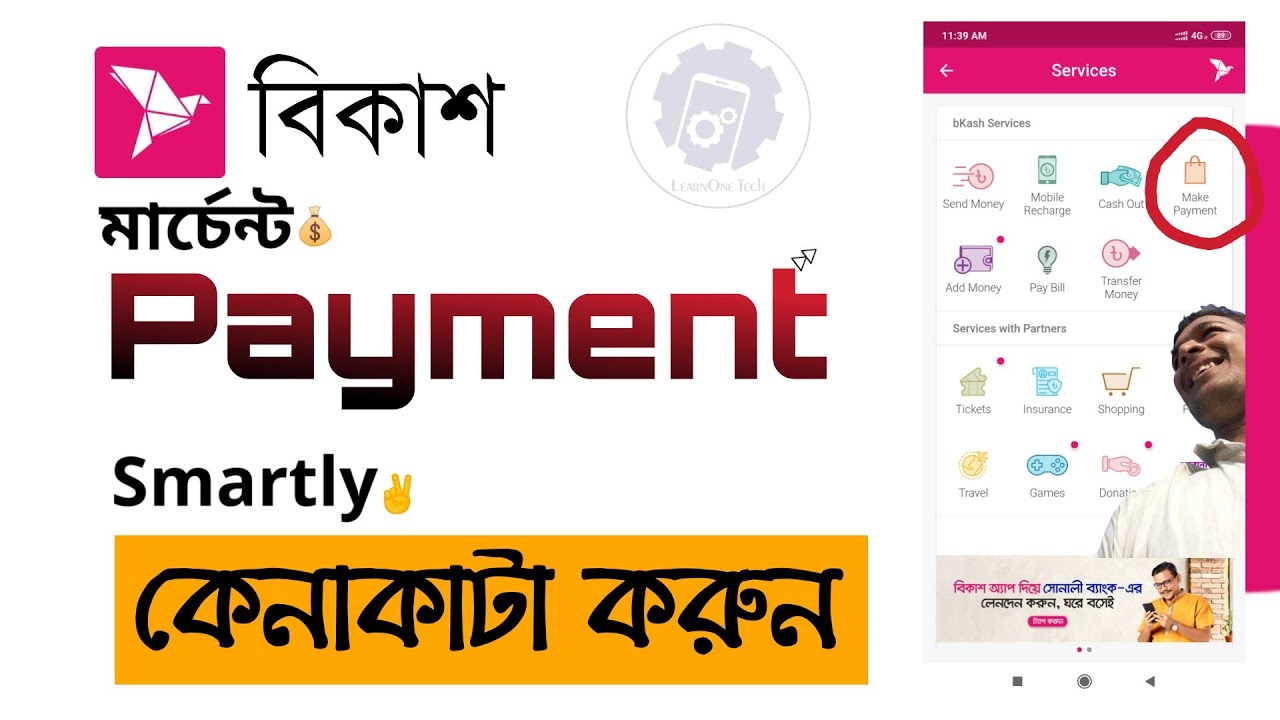 বিকাশ
মার্চেন্ট
Payment
Smartly
কেনাকাটা করুন
LearnOne Tech
11:39 AM
4G 89
Services
bKash Services
Send Money
Mobile Recharge
Cash Out
Make Payment
Add Money
Pay Bill
Transfer Money
Services with Partners
Tickets
Insurance
Shopping
Travel
Games
বিকাশ অ্যাপ দিয়ে সোনালী ব্যাংক-এর
লেনদেন করুন, ঘরে বসেই
ট্যাপ করুন